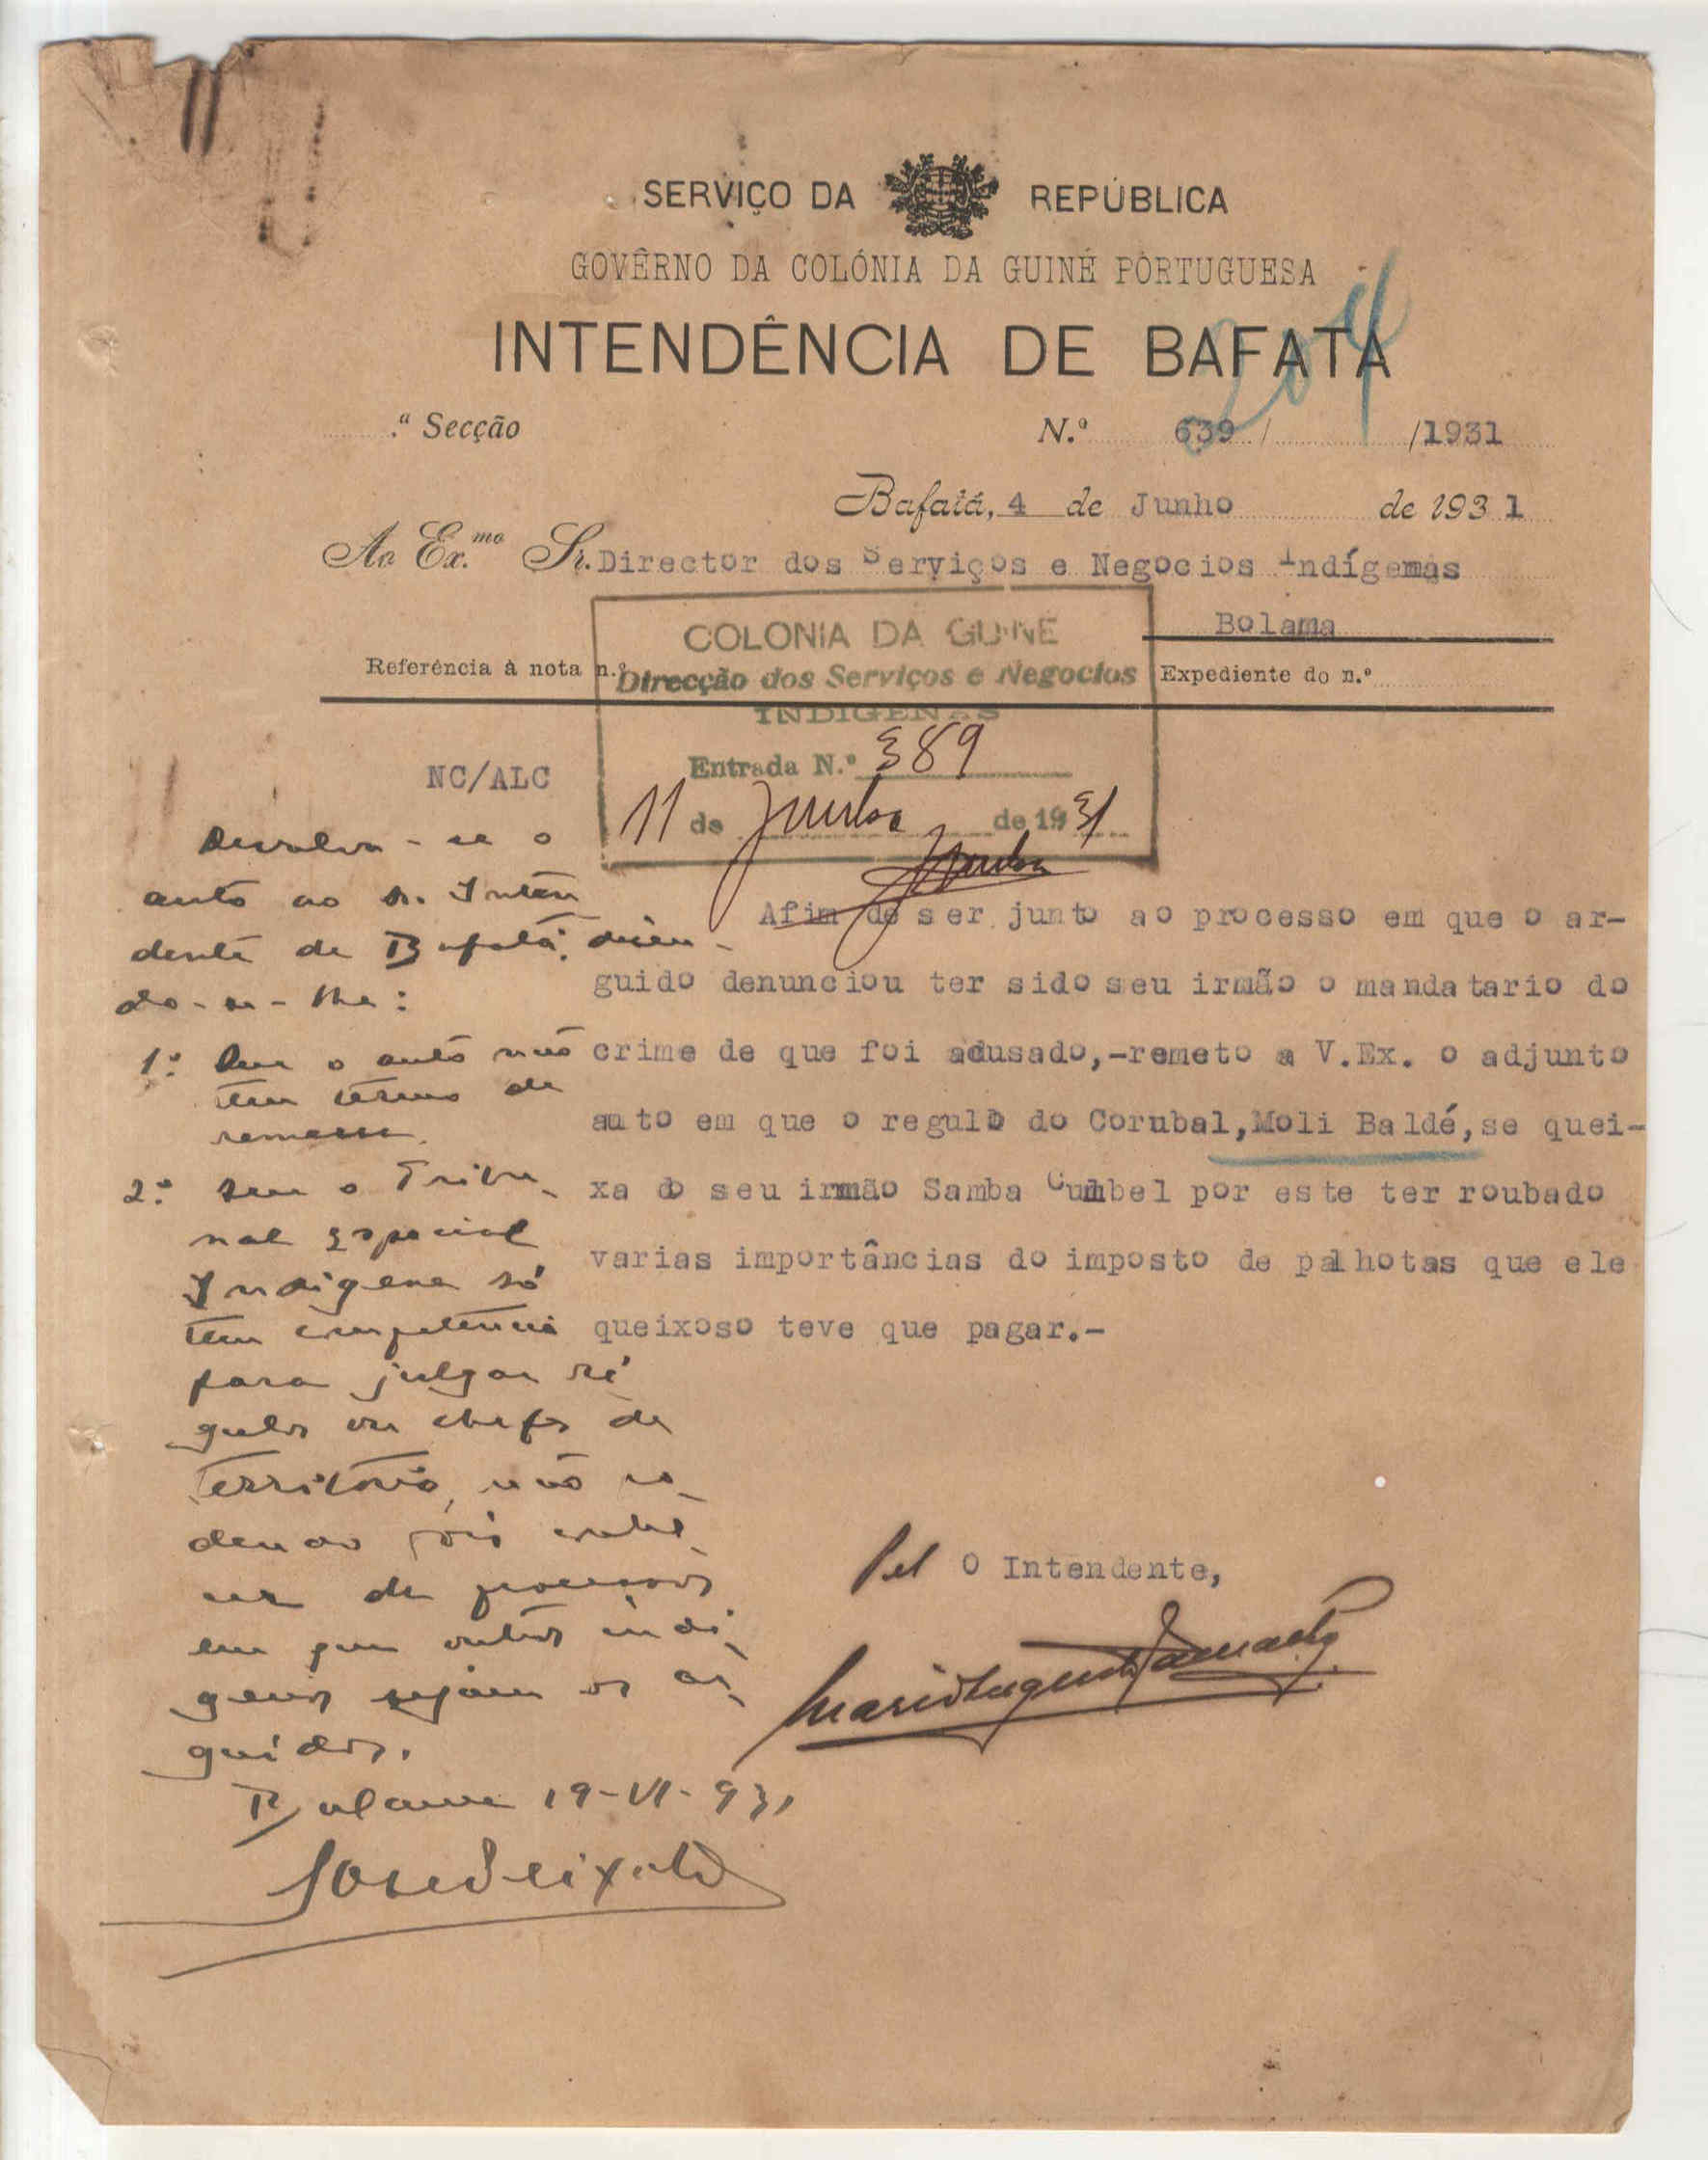 SERVIÇO DA REPÚBLICA
GOVÊRNO DA COLÓNIA DA GUINÉ PORTUGUESA
204
INTENDÊNCIA DE BAFATÁ
.ª Secção
N.º 639 / /1931
Bafatá, 4 de Junho de 1931
Ao Ex.mo Sr. Director dos Serviços e Negocios Indígemas
Bolama
Referência à nota n.º
Expediente do n.º
COLONIA DA GUINÉ
Direcção dos Serviços e Negocios
INDIGENAS
Entrada N.º 389
11 de Junho de 1931
NC/ALC
Afim de ser junto ao processo em que o ar-
guido denunciou ter sido seu irmão o mandatario do
crime de que foi adusado,-remeto a V.Ex. o adjunto
auto em que o regulo do Corubal, Moli Baldé, se quei-
xa do seu irmão Samba Cumbel por este ter roubado
varias importâncias do imposto de palhotas que ele
queixoso teve que pagar.-
Pel O Intendente,
Devolva-se o
auto ao sr. Inten
dente de Bafatá, dizen-
do-se-lhe:
1.º Que o auto não
tem têrmo de
remessa.
2.º Que o Tribu-
nal Especial
Indigena só
tem competência
para julgar ré
gulos ou chefes de
território, não po-
dendo pois conhe-
cer de processos
em que outros indi-
genas sejam os ar-
guidos.
Bolama 19-VI-931